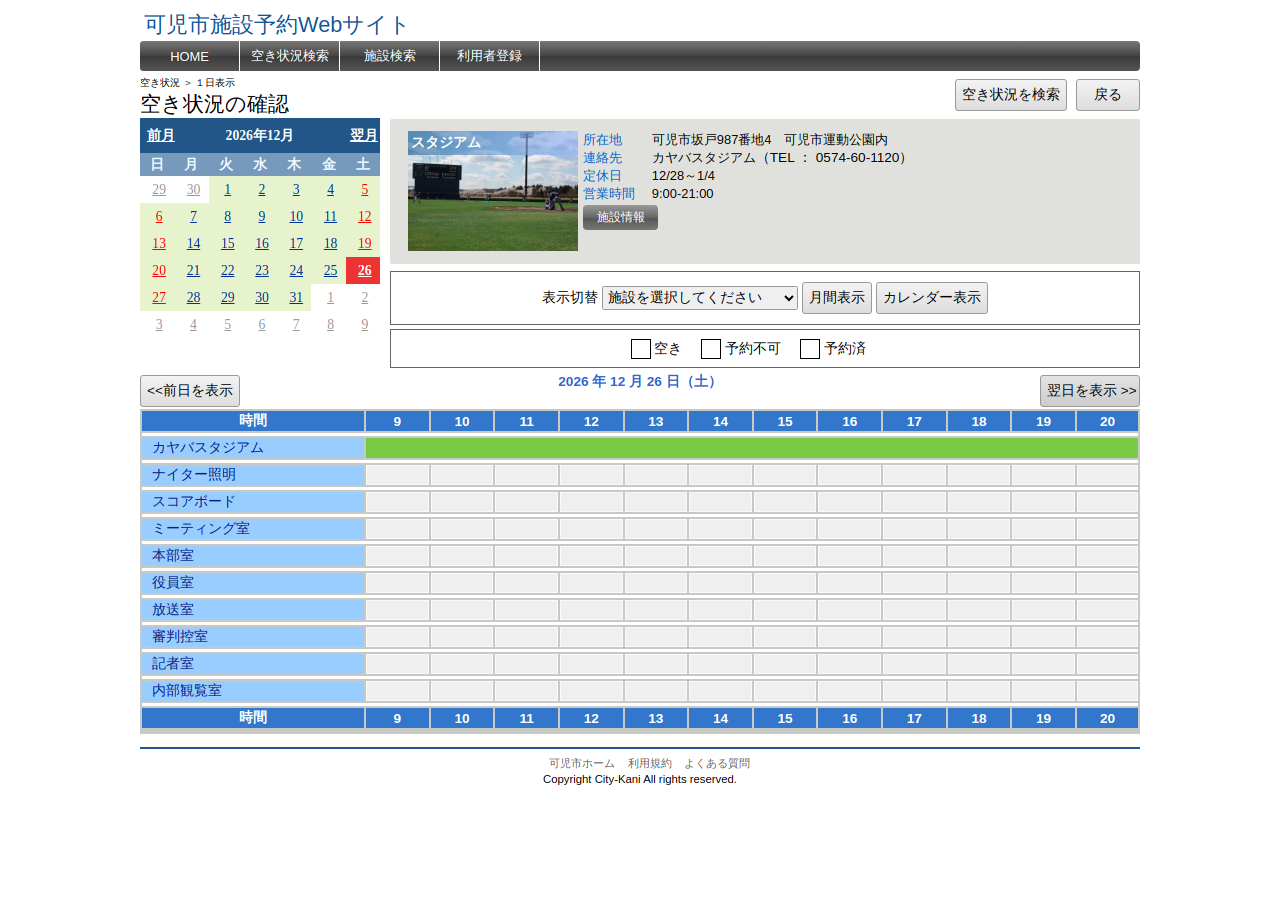 可児市施設予約Webサイト
HOME 空き状況検索 施設検索 利用者登録
空き状況 ＞ １日表示
空き状況の確認
空き状況を検索 戻る
前月 2026年12月 翌月
日 月 火 水 木 金 土
29 30 1 2 3 4 5
6 7 8 9 10 11 12
13 14 15 16 17 18 19
20 21 22 23 24 25 26
27 28 29 30 31 1 2
3 4 5 6 7 8 9
スタジアム
所在地 可児市坂戸987番地4　可児市運動公園内
連絡先 カヤバスタジアム（TEL ： 0574-60-1120）
定休日 12/28～1/4
営業時間 9:00-21:00
施設情報
表示切替 施設を選択してください 月間表示 カレンダー表示
空き 予約不可 予約済
<<前日を表示 2026 年 12 月 26 日（土） 翌日を表示 >>
時間 9 10 11 12 13 14 15 16 17 18 19 20
カヤバスタジアム
ナイター照明
スコアボード
ミーティング室
本部室
役員室
放送室
審判控室
記者室
内部観覧室
時間 9 10 11 12 13 14 15 16 17 18 19 20
可児市ホーム 利用規約 よくある質問
Copyright City-Kani All rights reserved.